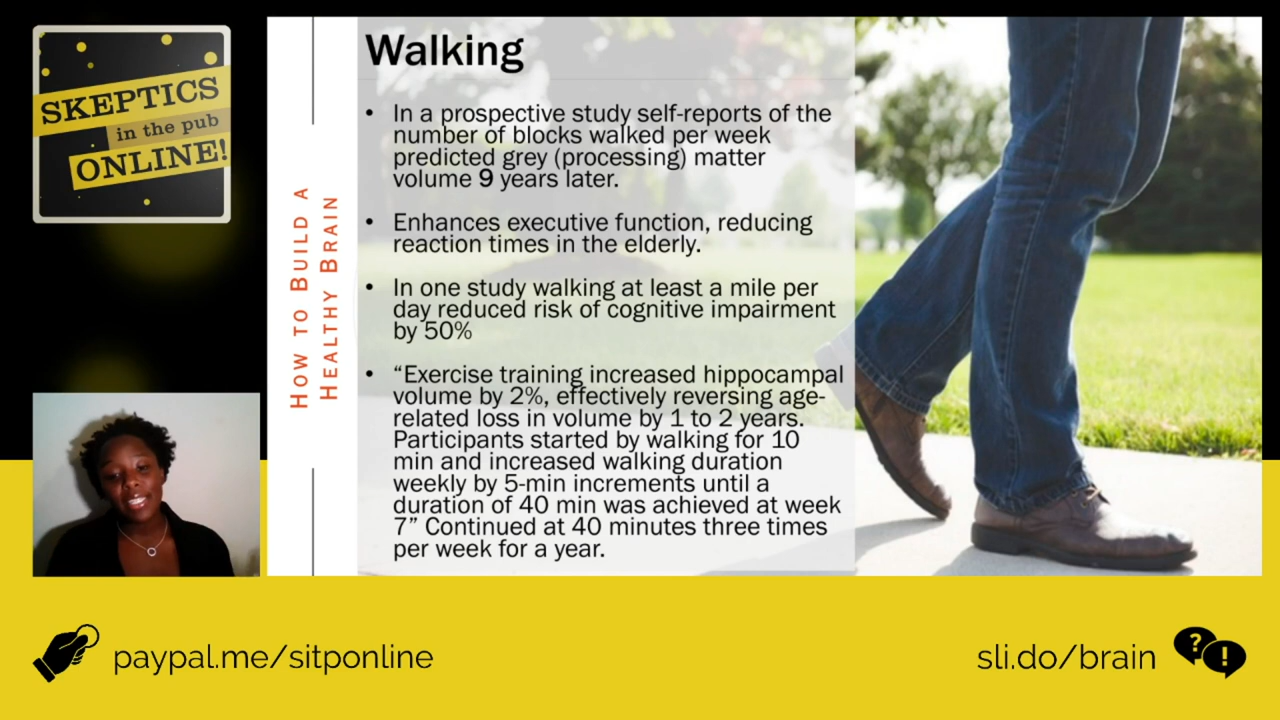 SKEPTICS
in the pub
ONLINE!
HOW TO BUILD A
HEALTHY BRAIN
Walking
• In a prospective study self-reports of the
number of blocks walked per week
predicted grey (processing) matter
volume 9 years later.
• Enhances executive function, reducing
reaction times in the elderly.
• In one study walking at least a mile per
day reduced risk of cognitive impairment
by 50%
• “Exercise training increased hippocampal
volume by 2%, effectively reversing age-
related loss in volume by 1 to 2 years.
Participants started by walking for 10
min and increased walking duration
weekly by 5-min increments until a
duration of 40 min was achieved at week
7” Continued at 40 minutes three times
per week for a year.
paypal.me/sitponline
sli.do/brain
? !